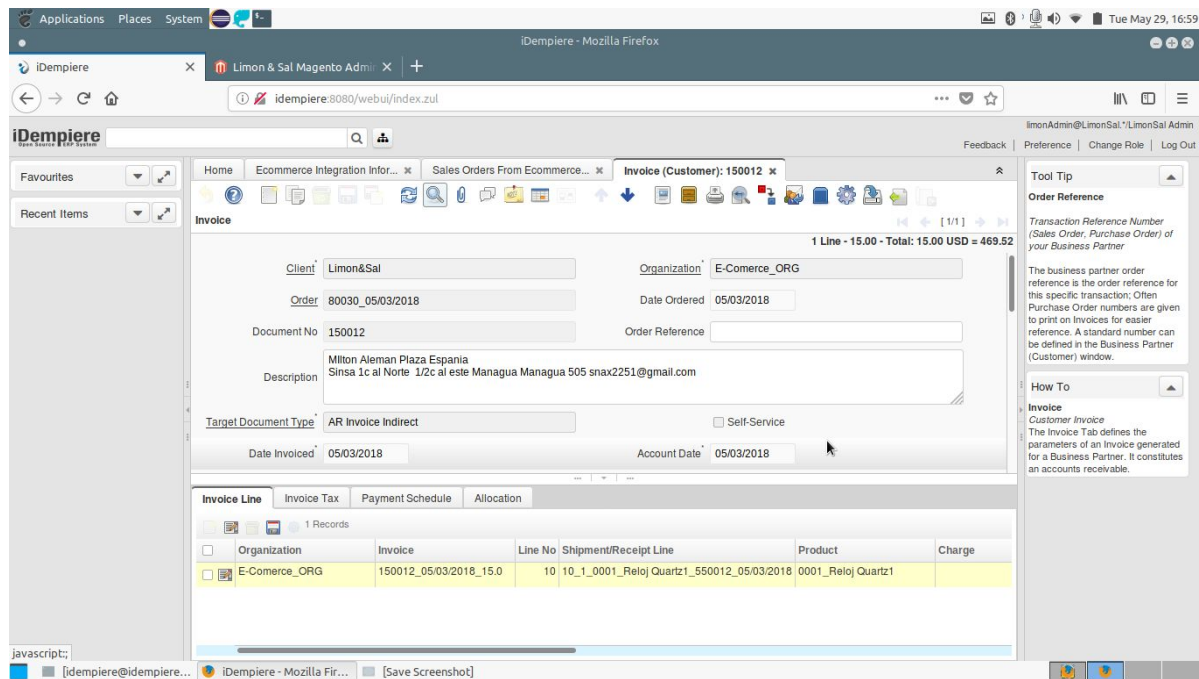 Applications Places System
Tue May 29, 16:59
iDempiere - Mozilla Firefox
iDempiere
Limon & Sal Magento Admi
idempiere:8080/webui/index.zul
iDempiere
Open Source ERP System
limonAdmin@LimonSal.*/LimonSal Admin
Feedback | Preference | Change Role | Log Out
Favourites
Recent Items
Home
Ecommerce Integration Infor...
Sales Orders From Ecommerce...
Invoice (Customer): 150012
Invoice
[1/1]
1 Line - 15.00 - Total: 15.00 USD = 469.52
Client Limon&Sal
Organization E-Comerce_ORG
Order 80030_05/03/2018
Date Ordered 05/03/2018
Document No 150012
Order Reference
Description
MIlton Aleman Plaza Espania
Sinsa 1c al Norte 1/2c al este Managua Managua 505 snax2251@gmail.com
Target Document Type AR Invoice Indirect
Self-Service
Date Invoiced 05/03/2018
Account Date 05/03/2018
Invoice Line
Invoice Tax
Payment Schedule
Allocation
1 Records
Organization Invoice Line No Shipment/Receipt Line Product Charge
E-Comerce_ORG 150012_05/03/2018_15.0 10 10_1_0001_Reloj Quartz1_550012_05/03/2018 0001_Reloj Quartz1
Tool Tip
Order Reference
Transaction Reference Number
(Sales Order, Purchase Order) of
your Business Partner
The business partner order
reference is the order reference for
this specific transaction; Often
Purchase Order numbers are given
to print on Invoices for easier
reference. A standard number can
be defined in the Business Partner
(Customer) window.
How To
Invoice
Customer Invoice
The Invoice Tab defines the
parameters of an Invoice generated
for a Business Partner. It constitutes
an accounts receivable.
javascript:;
[idempiere@idempiere...
iDempiere - Mozilla Fir...
[Save Screenshot]